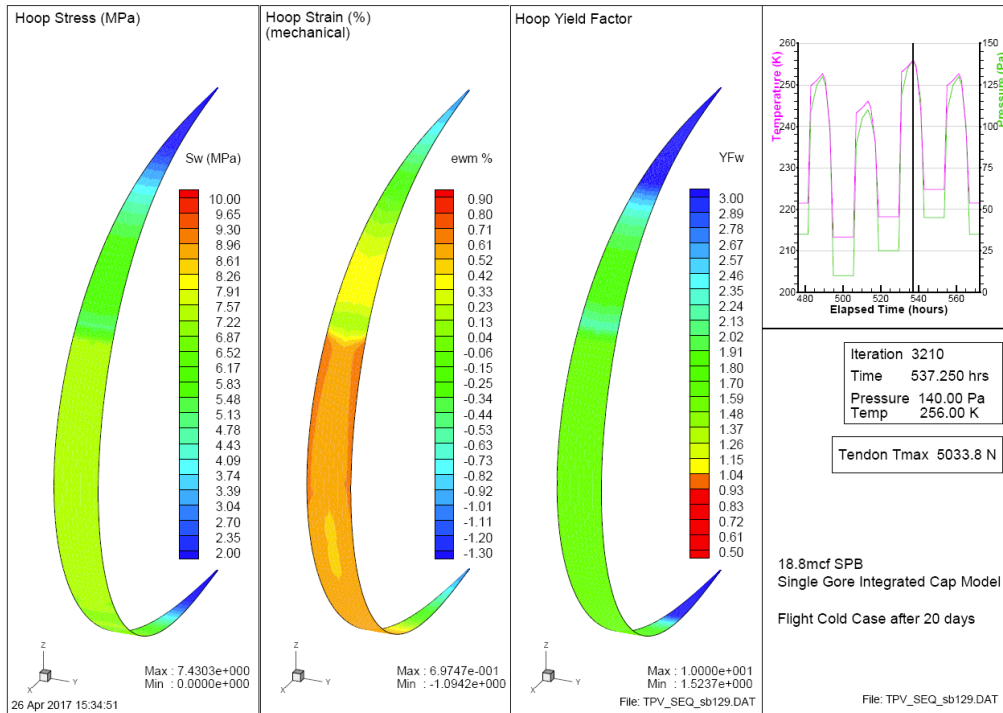 Hoop Stress (MPa)
Sw (MPa)
10.00
9.65
9.30
8.96
8.61
8.26
7.91
7.57
7.22
6.87
6.52
6.17
5.83
5.48
5.13
4.78
4.43
4.09
3.74
3.39
3.04
2.70
2.35
2.00
Z
Y
X
Max : 7.4303e+000
Min : 0.0000e+000
26 Apr 2017 15:34:51
Hoop Strain (%)
(mechanical)
ewm %
0.90
0.80
0.71
0.61
0.52
0.42
0.33
0.23
0.13
0.04
-0.06
-0.15
-0.25
-0.34
-0.44
-0.53
-0.63
-0.73
-0.82
-0.92
-1.01
-1.11
-1.20
-1.30
Z
Y
X
Max : 6.9747e-001
Min : -1.0942e+000
Hoop Yield Factor
YFw
3.00
2.89
2.78
2.67
2.57
2.46
2.35
2.24
2.13
2.02
1.91
1.80
1.70
1.59
1.48
1.37
1.26
1.15
1.04
0.93
0.83
0.72
0.61
0.50
Z
Y
X
Max : 1.0000e+001
Min : 1.5237e+000
File: TPV_SEQ_sb129.DAT
Temperature (K)
260
250
240
230
220
210
200
150
125
100
75
50
25
0
Pressure (Pa)
480 500 520 540 560
Elapsed Time (hours)
Iteration 3210
Time 537.250 hrs
Pressure 140.00 Pa
Temp 256.00 K
Tendon Tmax 5033.8 N
18.8mcf SPB
Single Gore Integrated Cap Model
Flight Cold Case after 20 days
File: TPV_SEQ_sb129.DAT